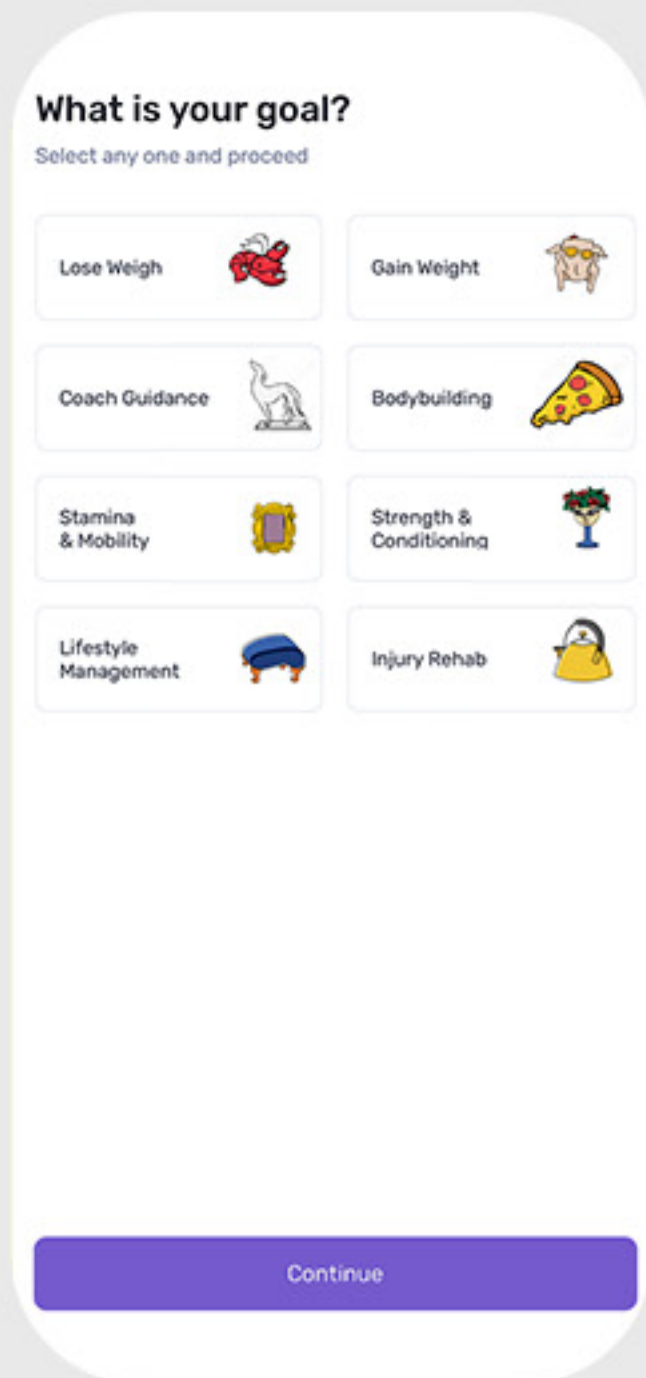 What is your goal?
Select any one and proceed
Lose Weigh
Gain Weight
Coach Guidance
Bodybuilding
Stamina
& Mobility
Strength &
Conditioning
Lifestyle
Management
Injury Rehab
Continue